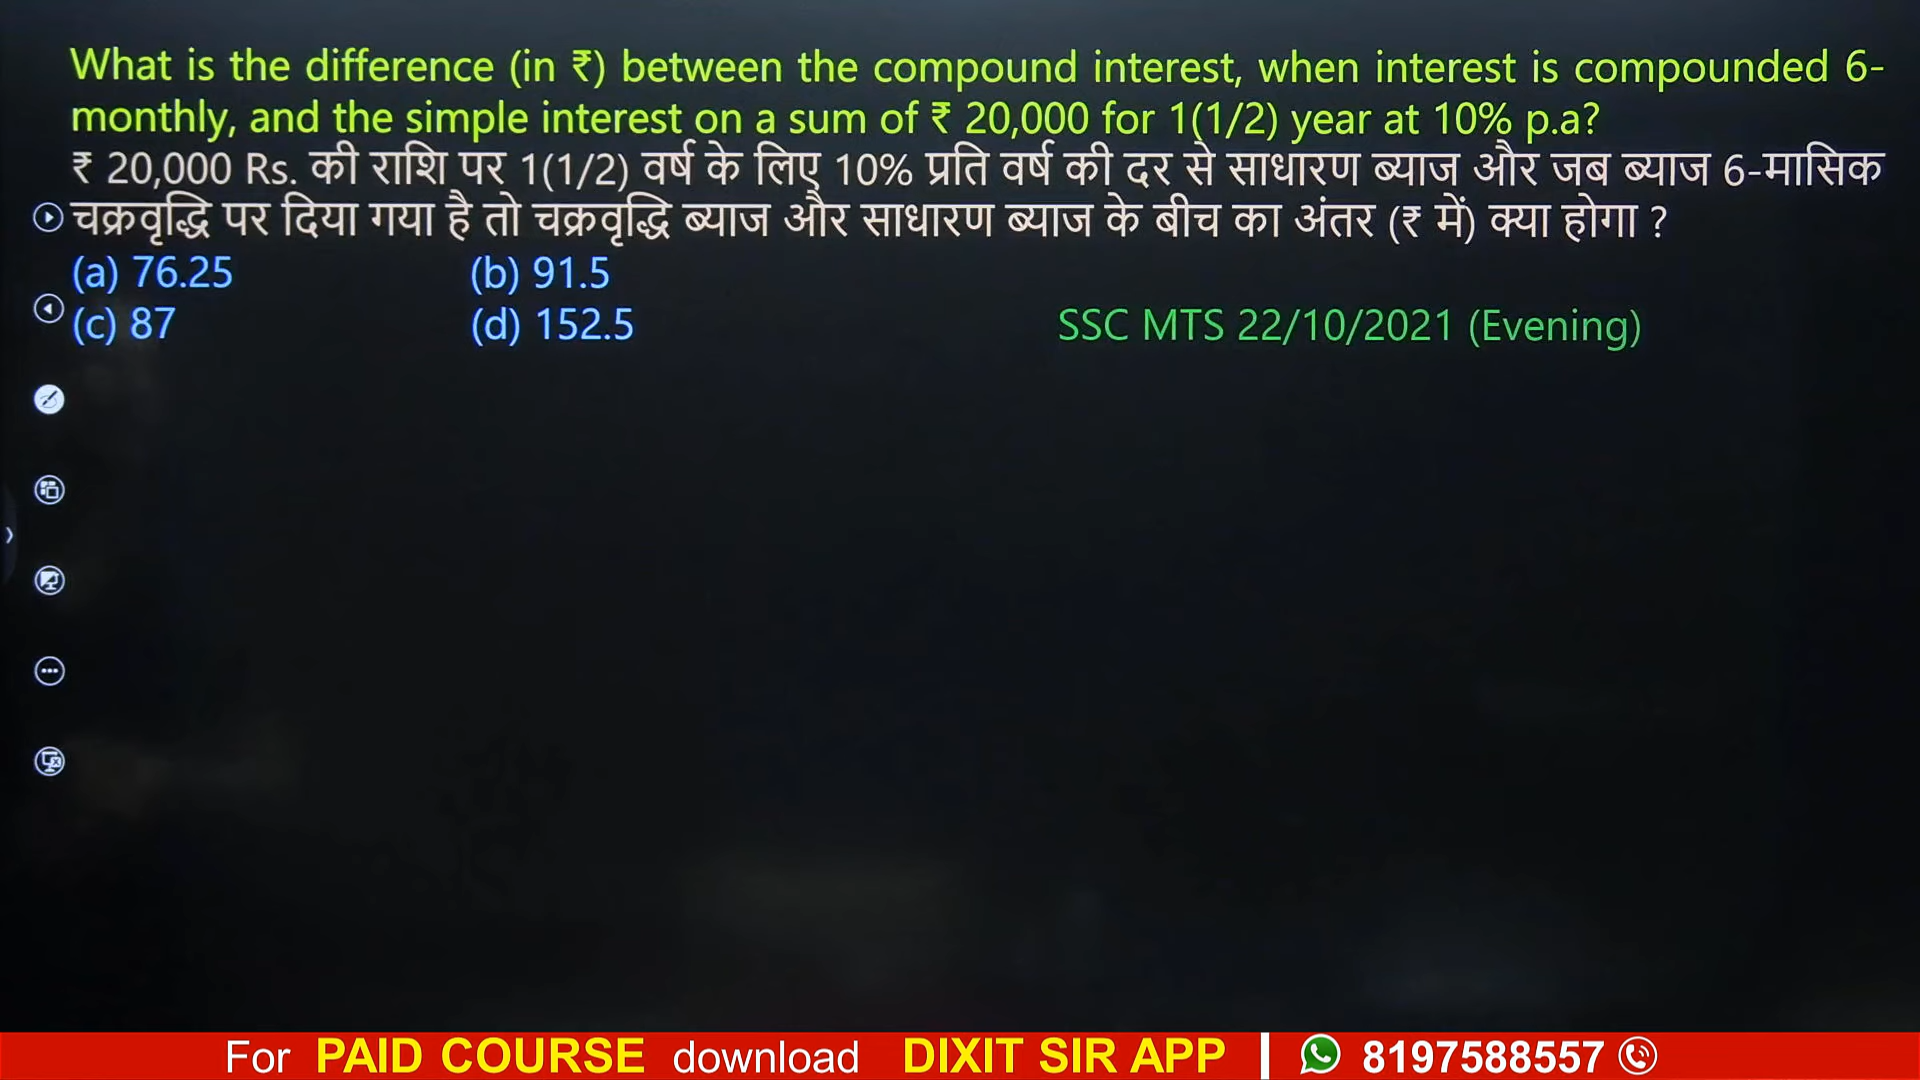 What is the difference (in ₹) between the compound interest, when interest is compounded 6-
monthly, and the simple interest on a sum of ₹ 20,000 for 1(1/2) year at 10% p.a?
₹ 20,000 Rs. की राशि पर 1(1/2) वर्ष के लिए 10% प्रति वर्ष की दर से साधारण ब्याज और जब ब्याज 6-मासिक
चक्रवृद्धि पर दिया गया है तो चक्रवृद्धि ब्याज और साधारण ब्याज के बीच का अंतर (₹ में) क्या होगा ?
(a) 76.25 (b) 91.5
(c) 87 (d) 152.5 SSC MTS 22/10/2021 (Evening)
For PAID COURSE download DIXIT SIR APP | 8197588557